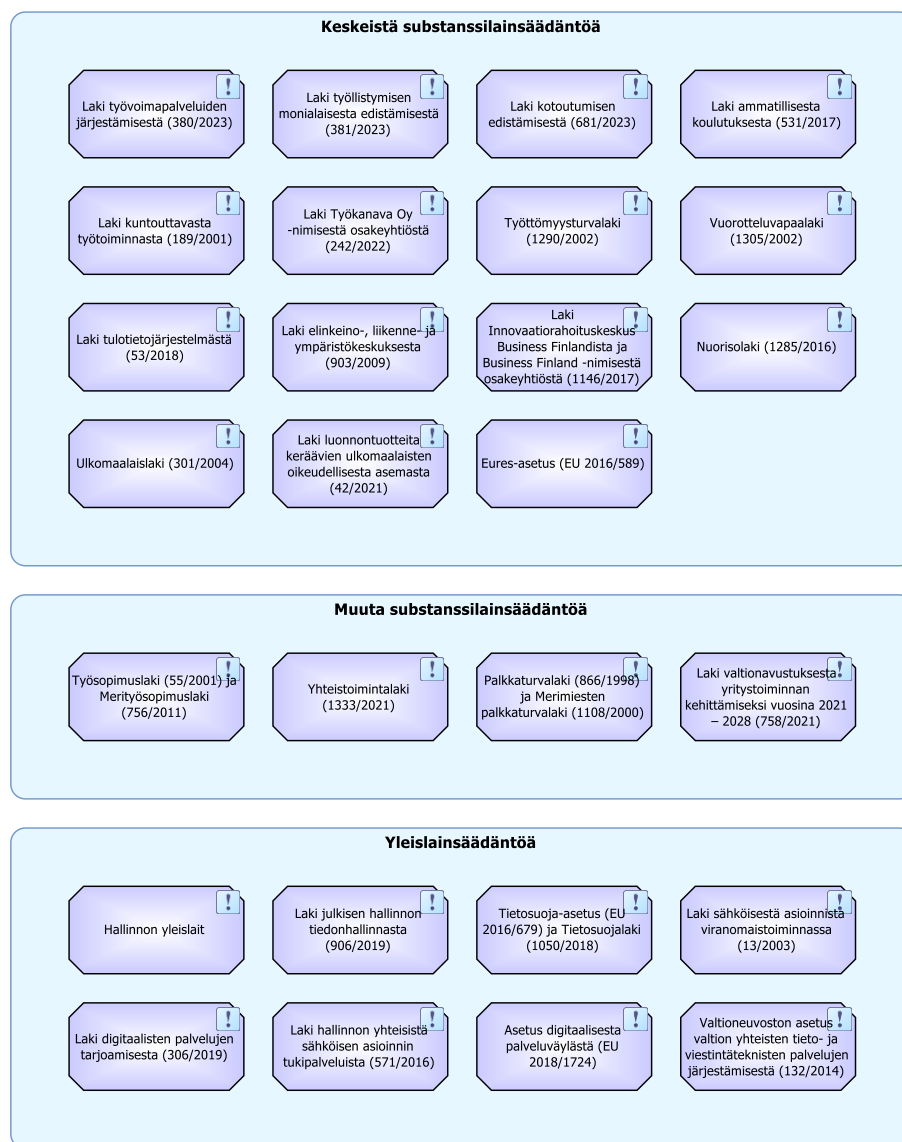 Keskeistä substanssilainsäädäntöä
Laki työvoimapalveluiden
järjestämisestä (380/2023)
Laki työllistymisen
monialaisesta edistämisestä
(381/2023)
Laki kotoutumisen
edistämisestä (681/2023)
Laki ammatillisesta
koulutuksesta (531/2017)
Laki kuntouttavasta
työtoiminnasta (189/2001)
Laki Työkanava Oy
-nimisestä osakeyhtiöstä
(242/2022)
Työttömyysturvalaki
(1290/2002)
Vuorotteluvapaalaki
(1305/2002)
Laki tulotietojärjestelmästä
(53/2018)
Laki elinkeino-, liikenne- ja
ympäristökeskuksesta
(903/2009)
Laki
Innovaatiorahoituskeskus
Business Finlandista ja
Business Finland -nimisestä
osakeyhtiöstä (1146/2017)
Nuorisolaki (1285/2016)
Ulkomaalaislaki (301/2004)
Laki luonnontuotteita
keräävien ulkomaalaisten
oikeudellisesta asemasta
(42/2021)
Eures-asetus (EU 2016/589)
Muuta substanssilainsäädäntöä
Työsopimuslaki (55/2001) ja
Merityösopimuslaki
(756/2011)
Yhteistoimintalaki
(1333/2021)
Palkkaturvalaki (866/1998)
ja Merimiesten
palkkaturvalaki (1108/2000)
Laki valtionavustuksesta
yritystoiminnan
kehittämiseksi vuosina 2021
– 2028 (758/2021)
Yleislainsäädäntöä
Hallinnon yleislait
Laki julkisen hallinnon
tiedonhallinnasta
(906/2019)
Tietosuoja-asetus (EU
2016/679) ja Tietosuojalaki
(1050/2018)
Laki sähköisestä asioinnista
viranomaistoiminnassa
(13/2003)
Laki digitaalisten palvelujen
tarjoamisesta (306/2019)
Laki hallinnon yhteisistä
sähköisen asioinnin
tukipalveluista (571/2016)
Asetus digitaalisesta
palveluväylästä (EU
2018/1724)
Valtioneuvoston asetus
valtion yhteisten tieto- ja
viestintäteknisten palvelujen
järjestämisestä (132/2014)